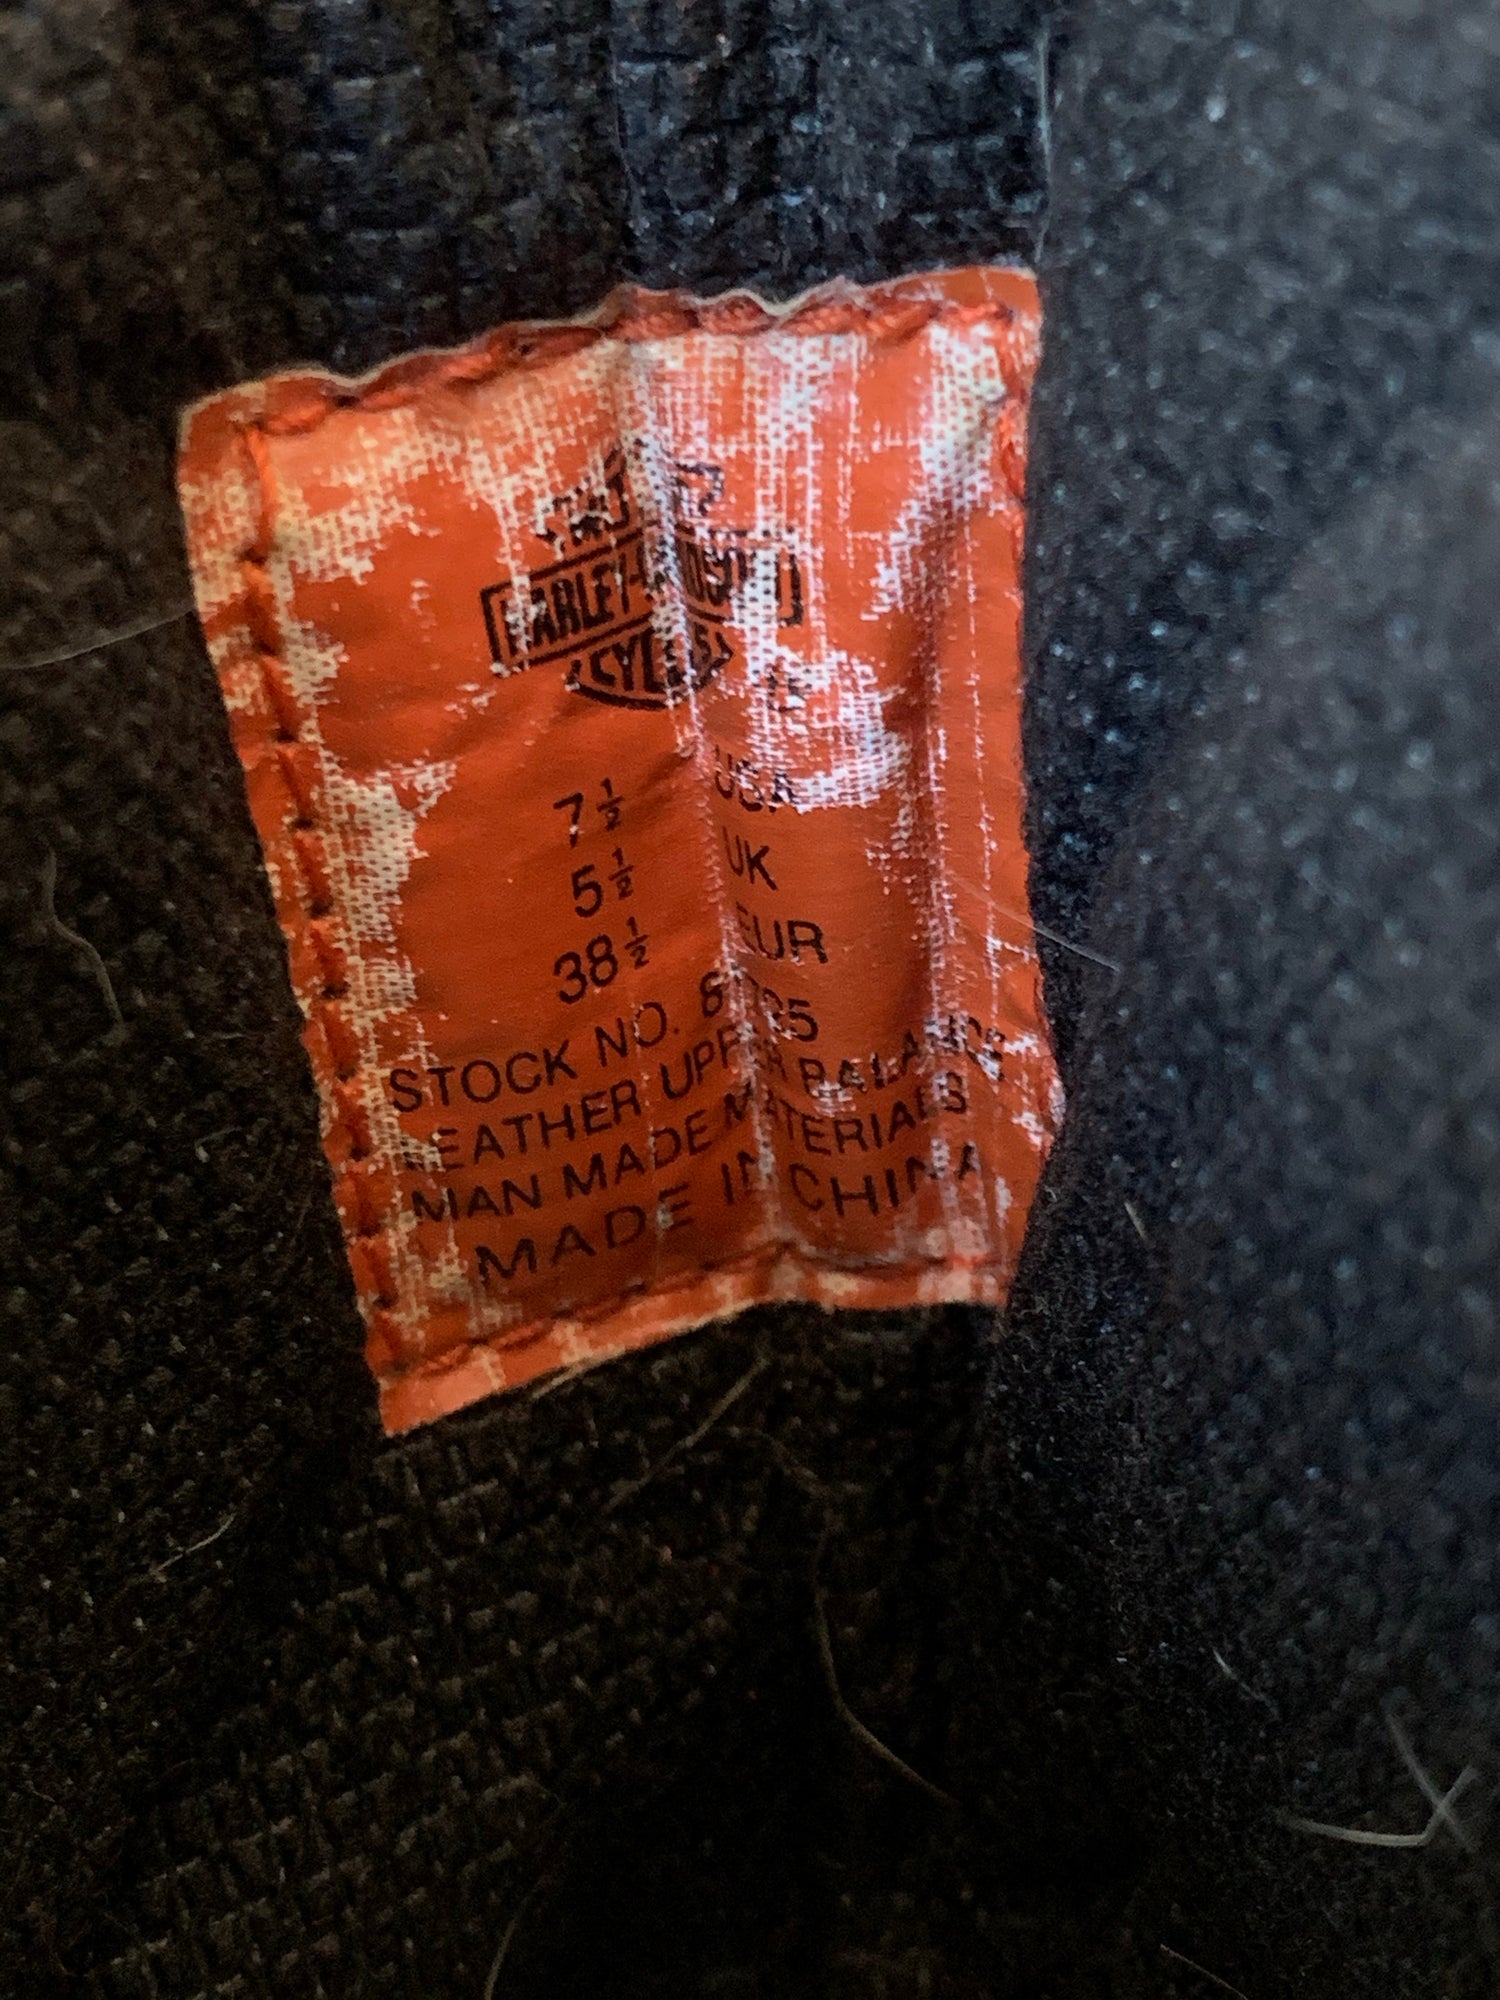 HARLEY-DAVIDSON
CYCLES
7½ USA
5½ UK
38½ EUR
STOCK NO.
LEATHER UPPER BALANCE
MAN MADE MATERIALS
MADE IN CHINA